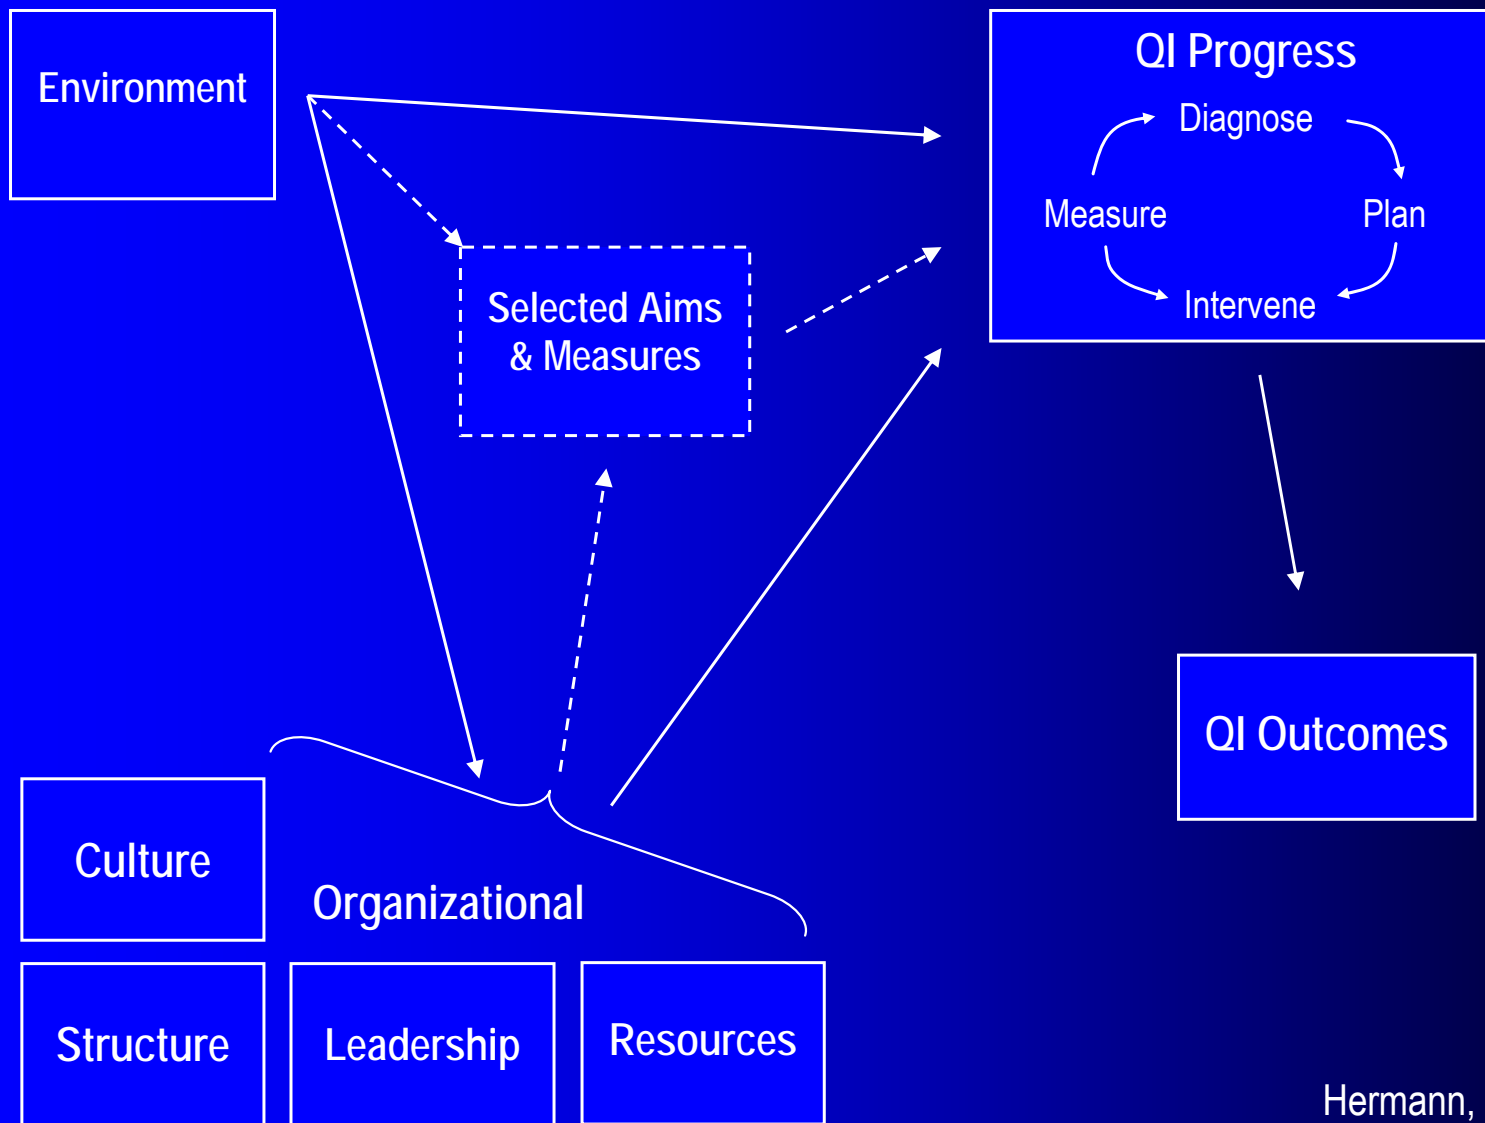 Environment
QI Progress
Diagnose
Measure
Plan
Intervene
Selected Aims
& Measures
QI Outcomes
Culture
Organizational
Structure
Leadership
Resources
Hermann,